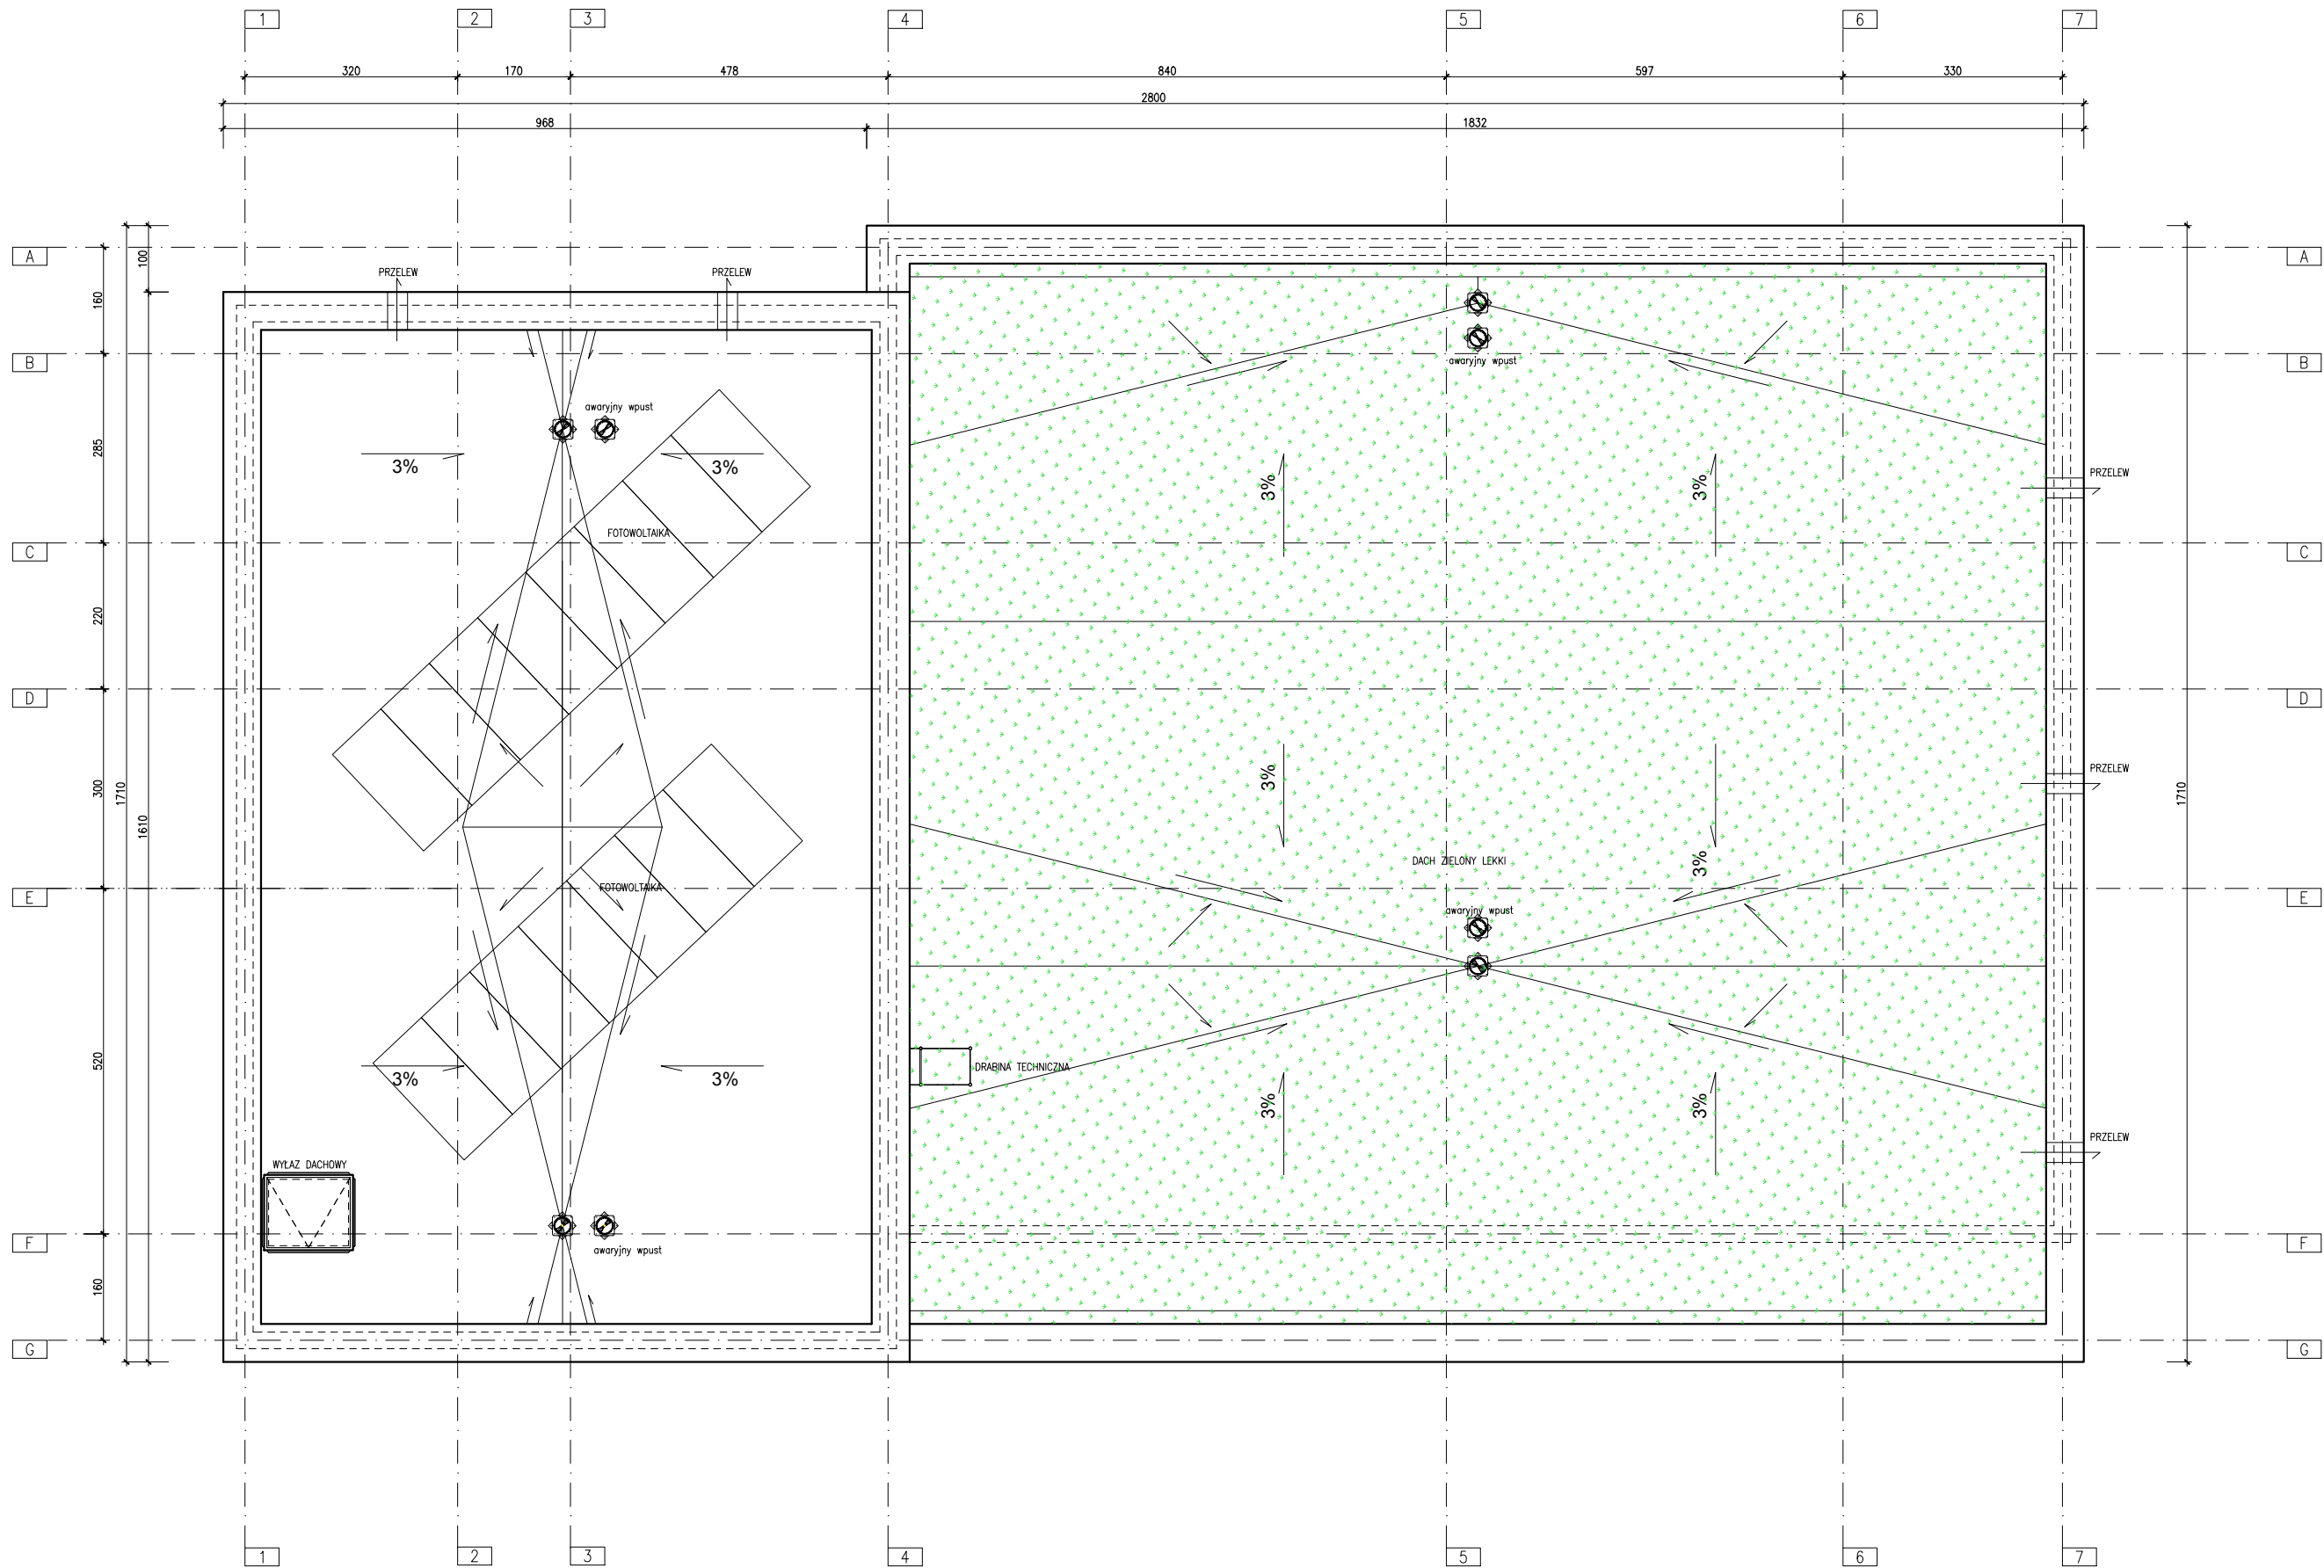 1 2 3 4 5 6 7
320 170 478 840 597 330
2800
968 1832
A A
100
PRZELEW PRZELEW
160
B awaryjny wpust B
awaryjny wpust
285 3% 3% 3% 3% PRZELEW
FOTOWOLTAIKA
C C
220
D D
300 1710 1610 3% 3% PRZELEW 1710
DACH ZIELONY LEKKI
E FOTOWOLTAIKA E
awaryjny wpust
520 DRABINA TECHNICZNA
3% 3% 3% 3%
PRZELEW
WYŁAZ DACHOWY
F awaryjny wpust F
160
G G
1 2 3 4 5 6 7